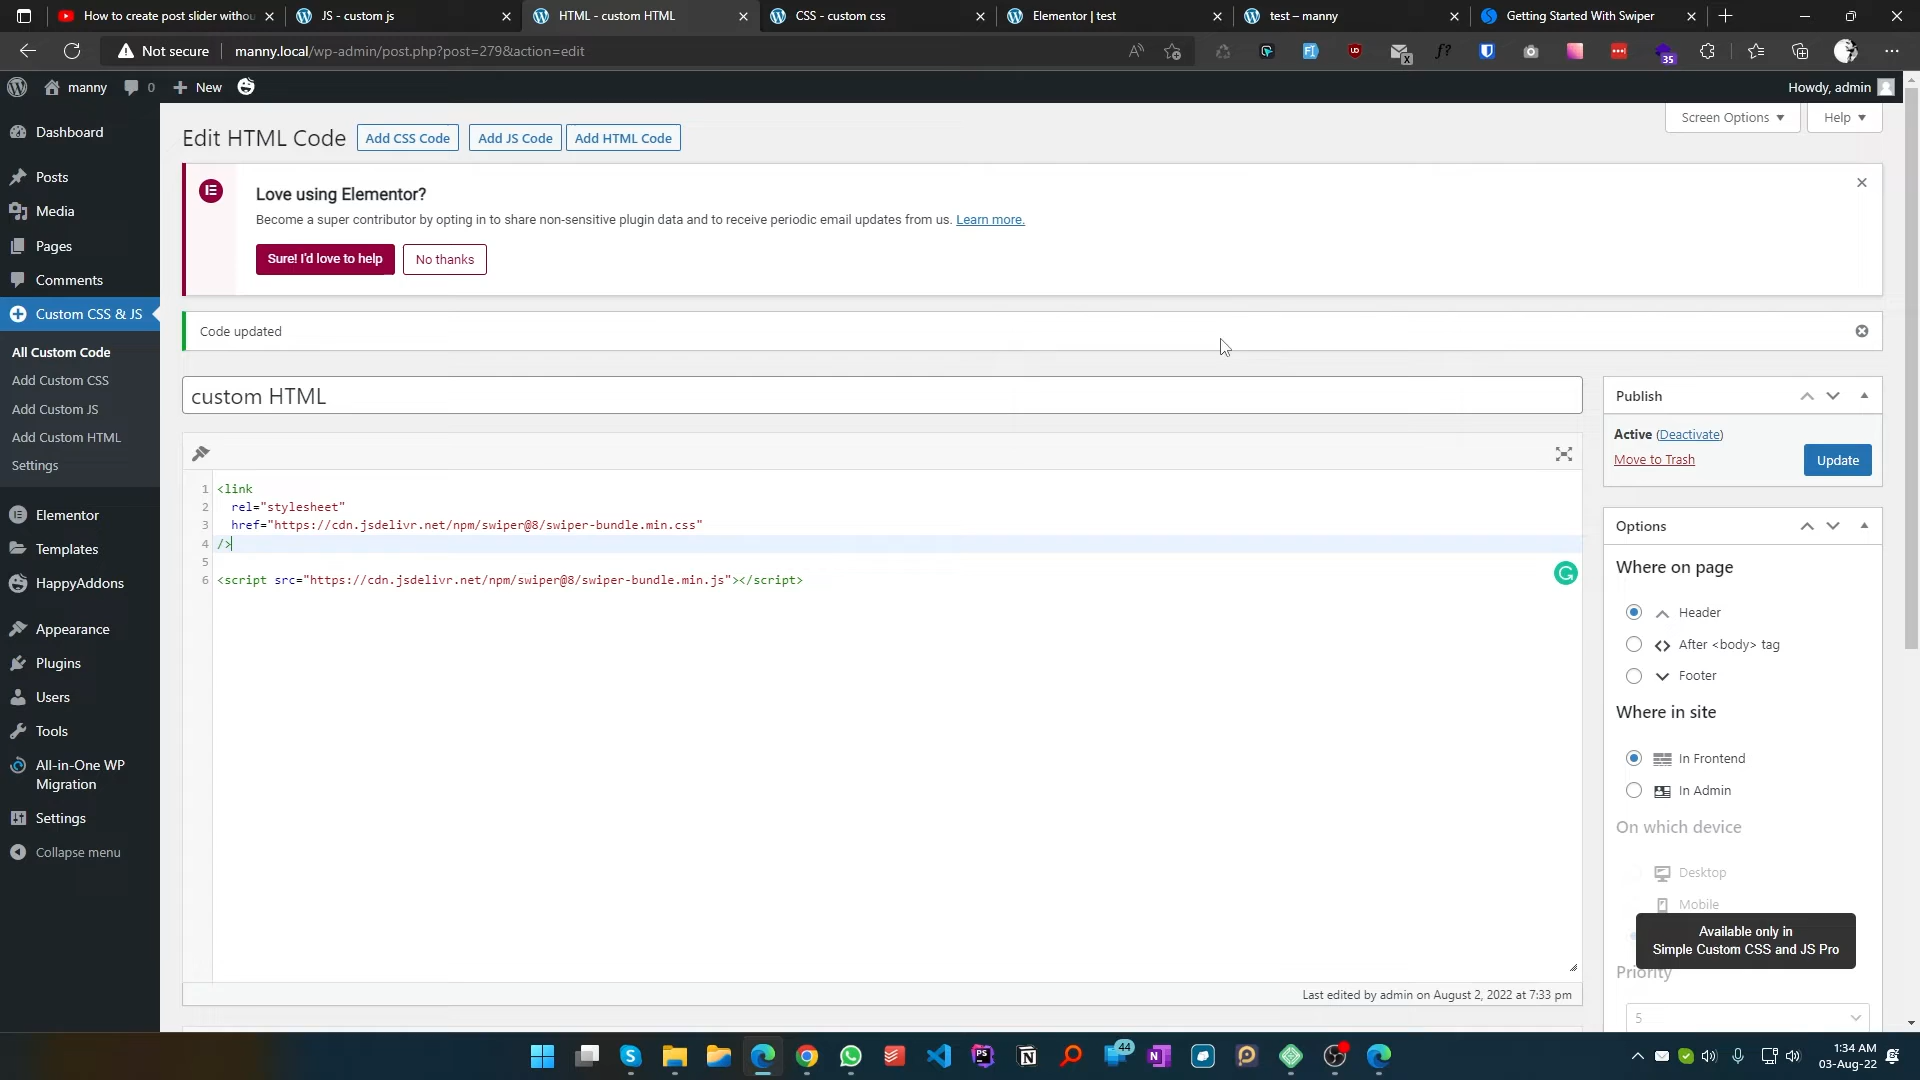 How to create post slider withou
JS - custom js
HTML - custom HTML
CSS - custom css
Elementor | test
test – manny
Getting Started With Swiper
Not secure
manny.local/wp-admin/post.php?post=279&action=edit
35
manny
0
New
Howdy, admin
Dashboard
Posts
Media
Pages
Comments
Custom CSS & JS
All Custom Code
Add Custom CSS
Add Custom JS
Add Custom HTML
Settings
Elementor
Templates
HappyAddons
Appearance
Plugins
Users
Tools
All-in-One WP
Migration
Settings
Collapse menu
Edit HTML Code
Add CSS Code
Add JS Code
Add HTML Code
Screen Options
Help
Love using Elementor?
Become a super contributor by opting in to share non-sensitive plugin data and to receive periodic email updates from us. Learn more.
Sure! I'd love to help
No thanks
Code updated
custom HTML
1 <link
2 rel="stylesheet"
3 href="https://cdn.jsdelivr.net/npm/swiper@8/swiper-bundle.min.css"
4 />
5
6 <script src="https://cdn.jsdelivr.net/npm/swiper@8/swiper-bundle.min.js"></script>
Last edited by admin on August 2, 2022 at 7:33 pm
Publish
Active (Deactivate)
Move to Trash
Update
Options
Where on page
Header
After <body> tag
Footer
Where in site
In Frontend
In Admin
On which device
Desktop
Mobile
Available only in
Simple Custom CSS and JS Pro
Priority
5
44
1:34 AM
03-Aug-22